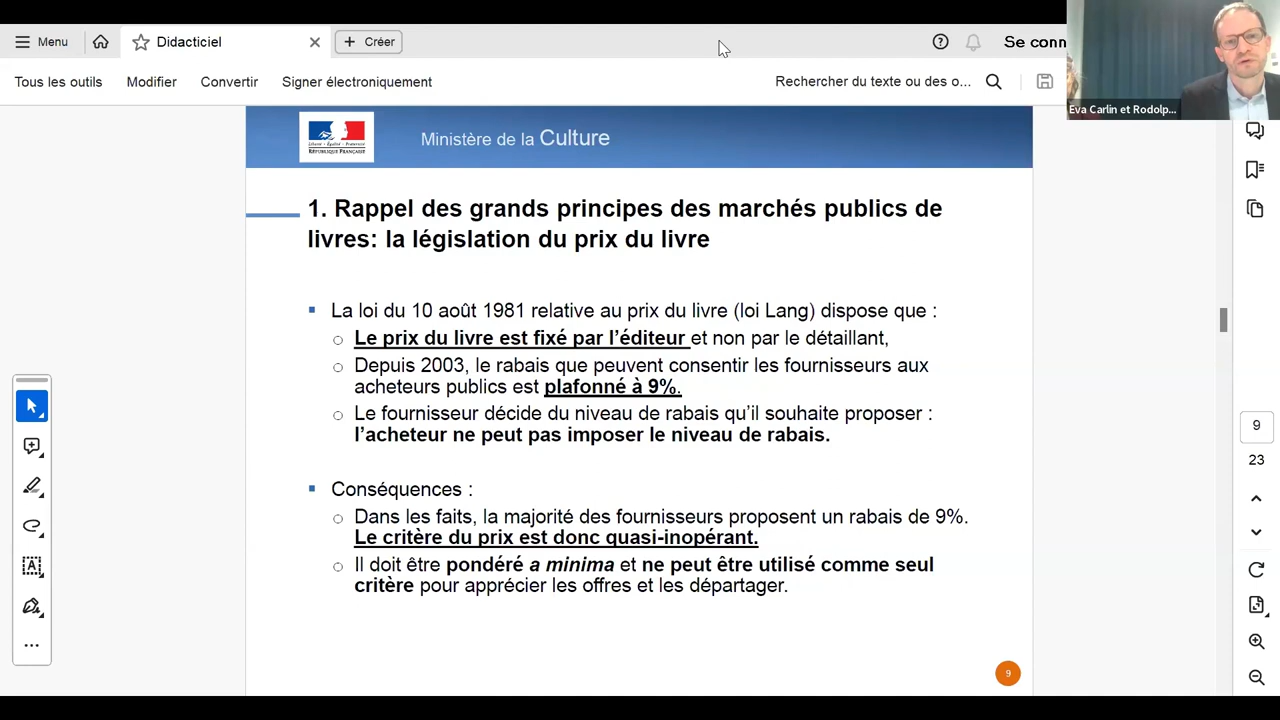 Menu
Didacticiel
Créer
Se conn
Tous les outils
Modifier
Convertir
Signer électroniquement
Rechercher du texte ou des o...
Eva Carlin et Rodolp...
RÉPUBLIQUE FRANÇAISE
Ministère de la Culture
1. Rappel des grands principes des marchés publics de
livres: la législation du prix du livre
La loi du 10 août 1981 relative au prix du livre (loi Lang) dispose que :
Le prix du livre est fixé par l’éditeur et non par le détaillant,
Depuis 2003, le rabais que peuvent consentir les fournisseurs aux
acheteurs publics est plafonné à 9%.
Le fournisseur décide du niveau de rabais qu’il souhaite proposer :
l’acheteur ne peut pas imposer le niveau de rabais.
Conséquences :
Dans les faits, la majorité des fournisseurs proposent un rabais de 9%.
Le critère du prix est donc quasi-inopérant.
Il doit être pondéré a minima et ne peut être utilisé comme seul
critère pour apprécier les offres et les départager.
9
9
23